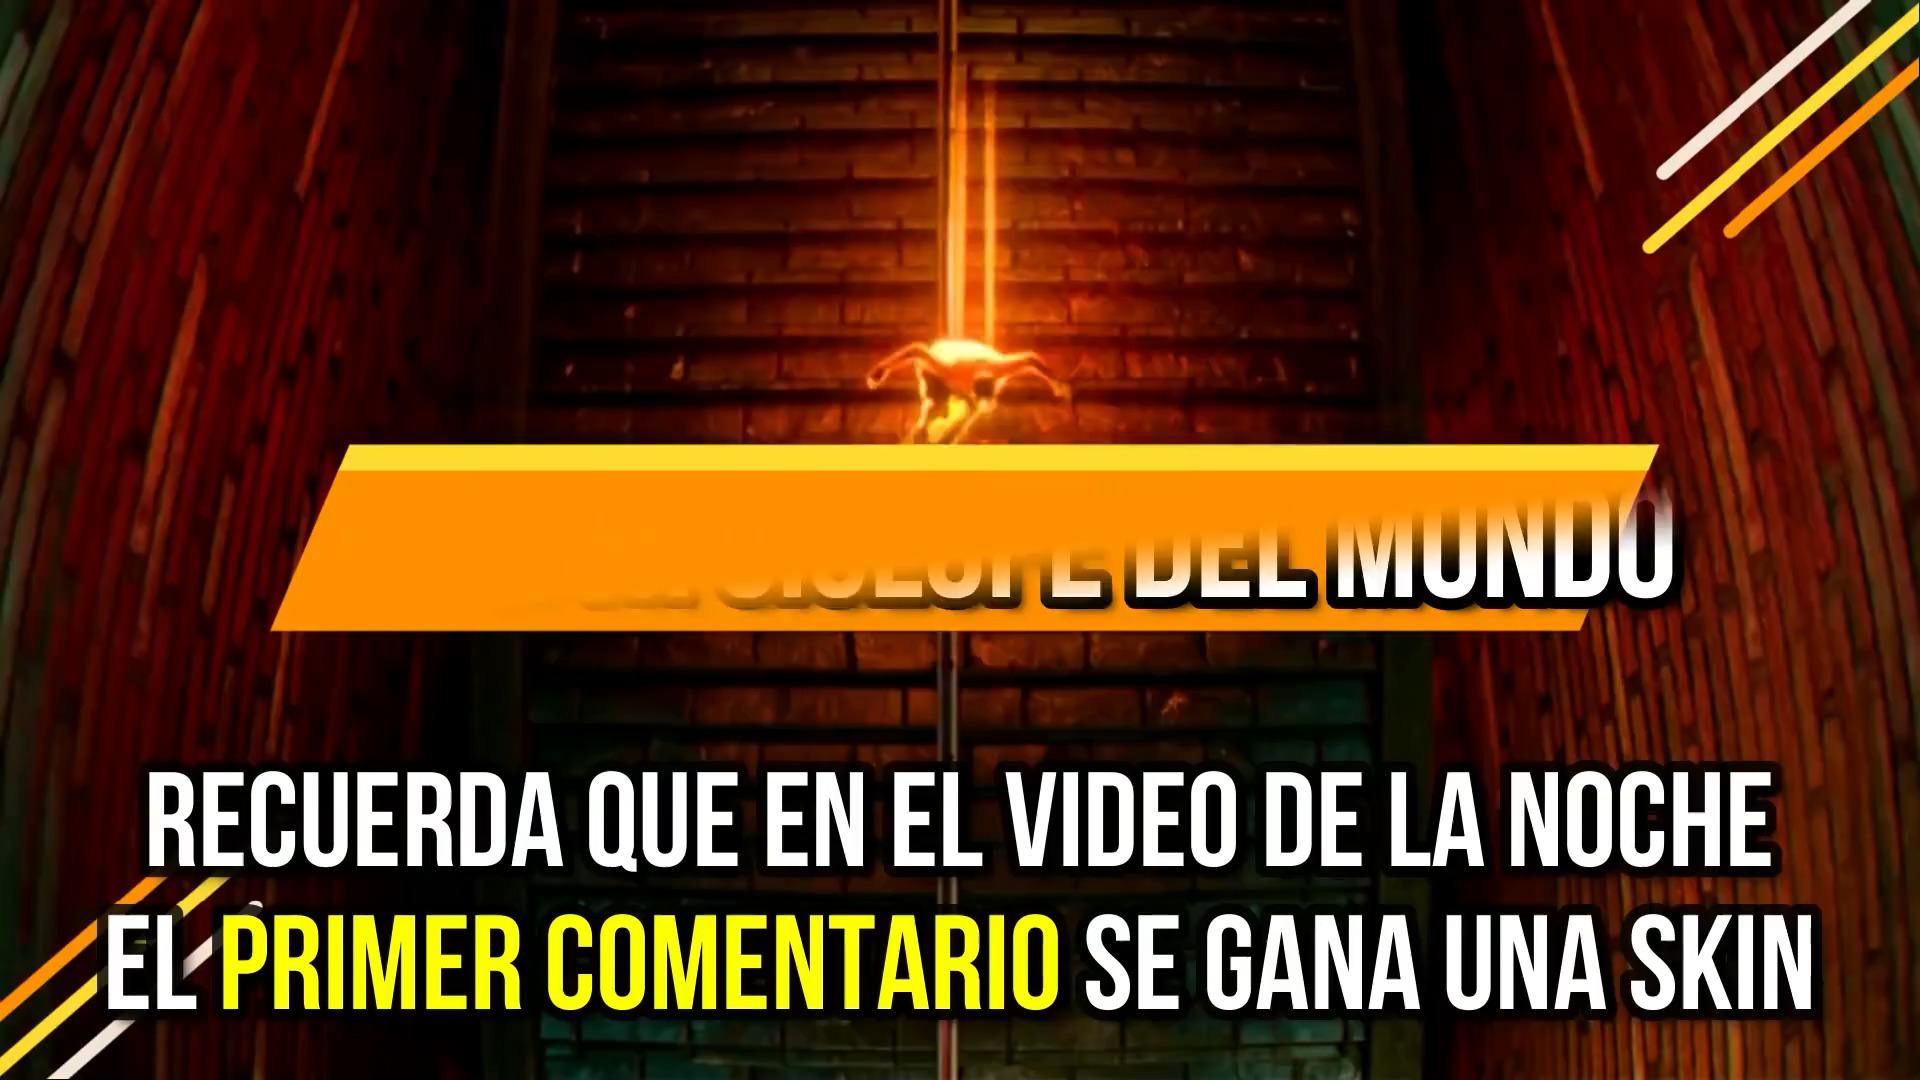 DEL MUNDO
RECUERDA QUE EN EL VIDEO DE LA NOCHE
EL PRIMER COMENTARIO SE GANA UNA SKIN